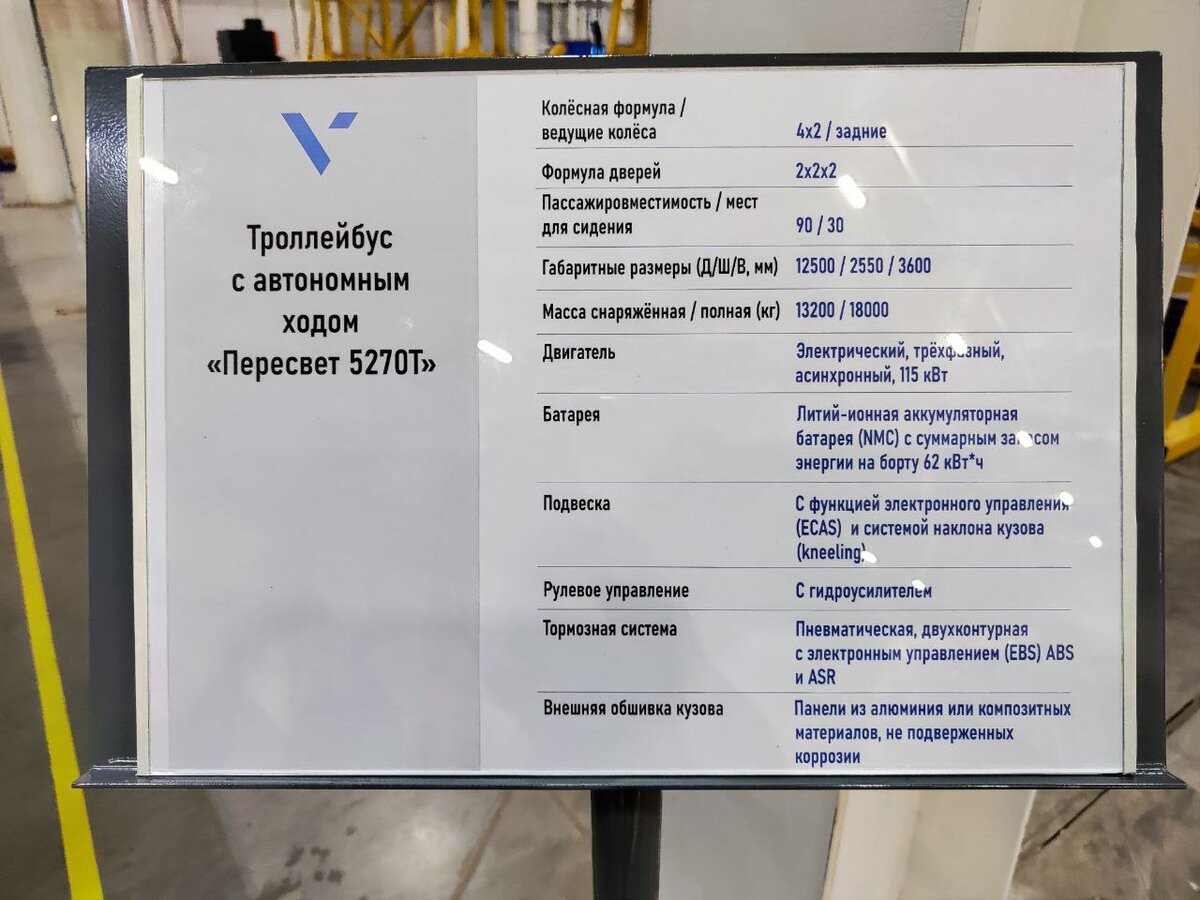 Троллейбус
с автономным
ходом
«Пересвет 5270Т»
Колёсная формула /
ведущие колёса
4х2 / задние
Формула дверей
2х2х2
Пассажировместимость / мест
для сидения
90 / 30
Габаритные размеры (Д/Ш/В, мм)
12500 / 2550 / 3600
Масса снаряжённая / полная (кг)
13200 / 18000
Двигатель
Электрический, трёхфазный,
асинхронный, 115 кВт
Батарея
Литий-ионная аккумуляторная
батарея (NMC) с суммарным запасом
энергии на борту 62 кВт*ч
Подвеска
С функцией электронного управления
(ECAS) и системой наклона кузова
(kneeling)
Рулевое управление
С гидроусилителем
Тормозная система
Пневматическая, двухконтурная
с электронным управлением (EBS) ABS
и ASR
Внешняя обшивка кузова
Панели из алюминия или композитных
материалов, не подверженных
коррозии